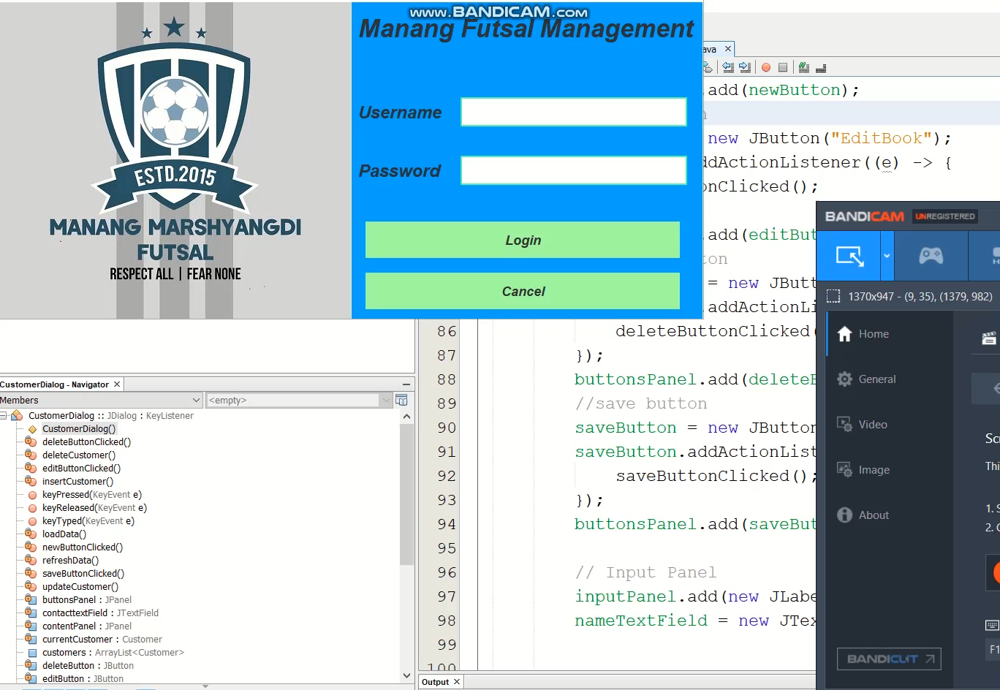 www.BANDICAM.com
Manang Futsal Management
ESTD.2015
MANANG MARSHYANGDI
FUTSAL
RESPECT ALL | FEAR NONE
Username
Password
Login
Cancel
ava
.add(newButton);
new JButton("EditBook");
ddActionListener((e) -> {
onClicked();
.add(editBut
ton
= new JButt
.addActionLi
86 deleteButtonClicked(
87 });
88 buttonsPanel.add(deleteB
89 //save button
90 saveButton = new JButton
91 saveButton.addActionList
92 saveButtonClicked();
93 });
94 buttonsPanel.add(saveBut
95
96 // Input Panel
97 inputPanel.add(new JLabe
98 nameTextField = new JTex
99
100
Output
CustomerDialog - Navigator
Members
<empty>
CustomerDialog :: JDialog : KeyListener
CustomerDialog()
deleteButtonClicked()
deleteCustomer()
editButtonClicked()
insertCustomer()
keyPressed(KeyEvent e)
keyReleased(KeyEvent e)
keyTyped(KeyEvent e)
loadData()
newButtonClicked()
refreshData()
saveButtonClicked()
updateCustomer()
buttonsPanel : JPanel
contacttextField : JTextField
contentPanel : JPanel
currentCustomer : Customer
customers : ArrayList<Customer>
deleteButton : JButton
editButton : JButton
BANDICAM UNREGISTERED
1370x947 - (9, 35), (1379, 982)
Home
General
Video
Image
About
Sc
Thi
1. S
2. C
F1
BANDICUT